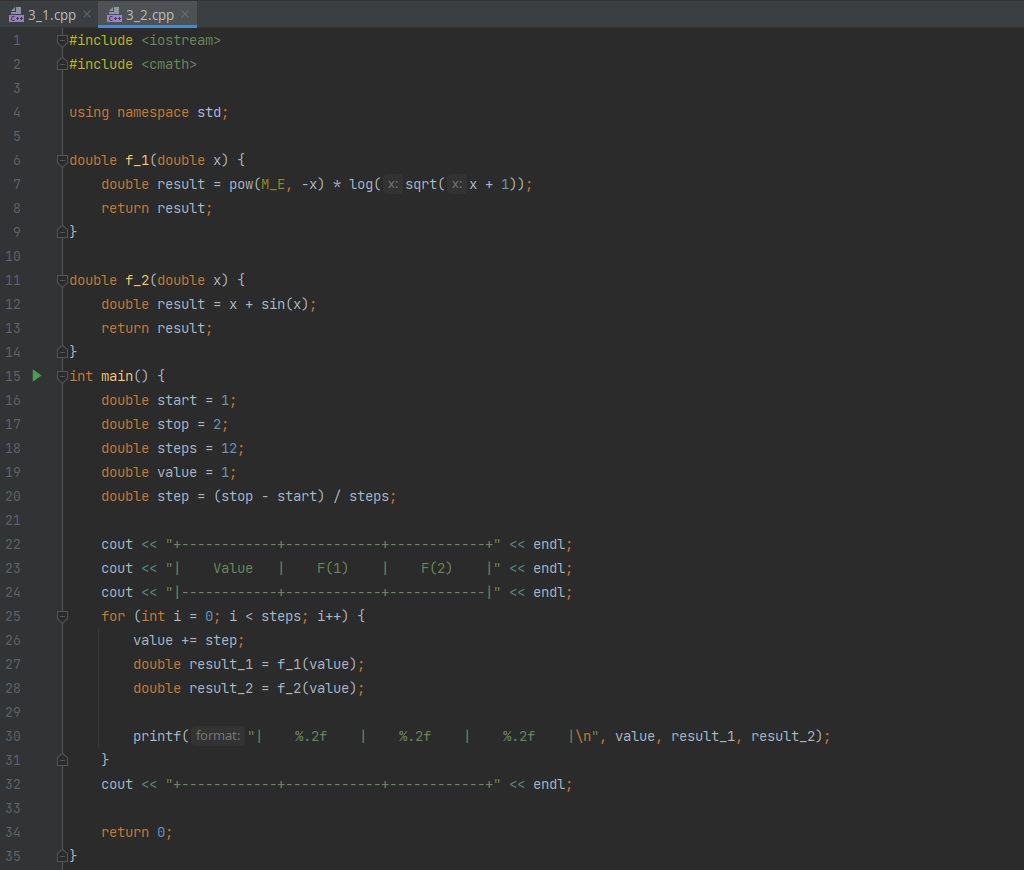 3_1.cpp 3_2.cpp
1 #include <iostream>
2 #include <cmath>
3
4 using namespace std;
5
6 double f_1(double x) {
7     double result = pow(M_E, -x) * log( x: sqrt( x: x + 1));
8     return result;
9 }
10
11 double f_2(double x) {
12     double result = x + sin(x);
13     return result;
14 }
15 int main() {
16     double start = 1;
17     double stop = 2;
18     double steps = 12;
19     double value = 1;
20     double step = (stop - start) / steps;
21
22     cout << "+------------+------------+------------+" << endl;
23     cout << "|    Value   |    F(1)    |    F(2)    |" << endl;
24     cout << "|------------+------------+------------|" << endl;
25     for (int i = 0; i < steps; i++) {
26         value += step;
27         double result_1 = f_1(value);
28         double result_2 = f_2(value);
29
30         printf( format: "|    %.2f    |    %.2f    |    %.2f    |\n", value, result_1, result_2);
31     }
32     cout << "+------------+------------+------------+" << endl;
33
34     return 0;
35 }